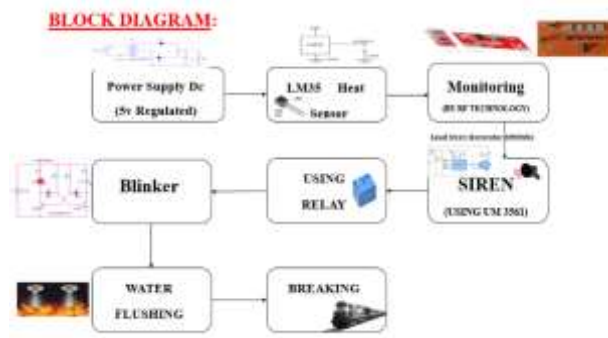 BLOCK DIAGRAM:
Power Supply Dc
(5v Regulated)
LM35 Heat
Sensor
Monitoring
(BY RF TECHNOLOGY)
SIREN
(USING UM 3561)
USING
RELAY
Blinker
WATER
FLUSHING
BREAKING